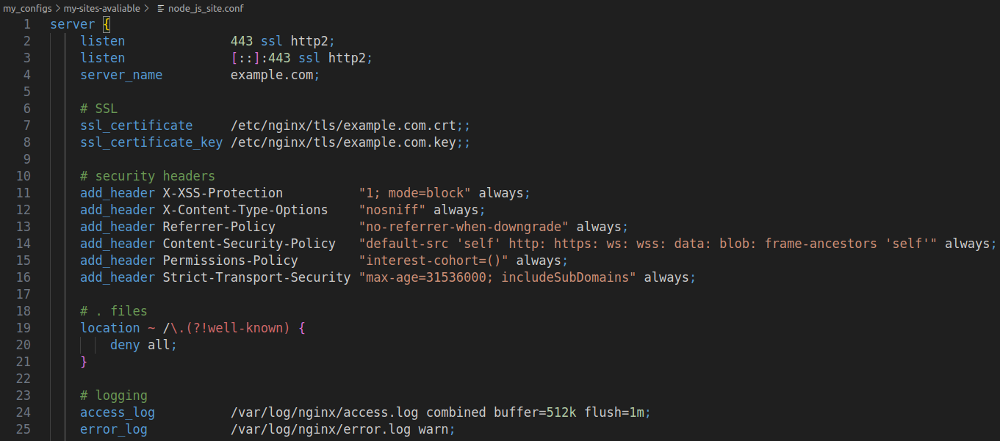 my_configs > my-sites-avaliable > node_js_site.conf
1 server {
2 listen 443 ssl http2;
3 listen [::]:443 ssl http2;
4 server_name example.com;
5
6 # SSL
7 ssl_certificate /etc/nginx/tls/example.com.crt;;
8 ssl_certificate_key /etc/nginx/tls/example.com.key;;
9
10 # security headers
11 add_header X-XSS-Protection "1; mode=block" always;
12 add_header X-Content-Type-Options "nosniff" always;
13 add_header Referrer-Policy "no-referrer-when-downgrade" always;
14 add_header Content-Security-Policy "default-src 'self' http: https: ws: wss: data: blob: frame-ancestors 'self'" always;
15 add_header Permissions-Policy "interest-cohort=()" always;
16 add_header Strict-Transport-Security "max-age=31536000; includeSubDomains" always;
17
18 # . files
19 location ~ /\.(?!well-known) {
20 deny all;
21 }
22
23 # logging
24 access_log /var/log/nginx/access.log combined buffer=512k flush=1m;
25 error_log /var/log/nginx/error.log warn;